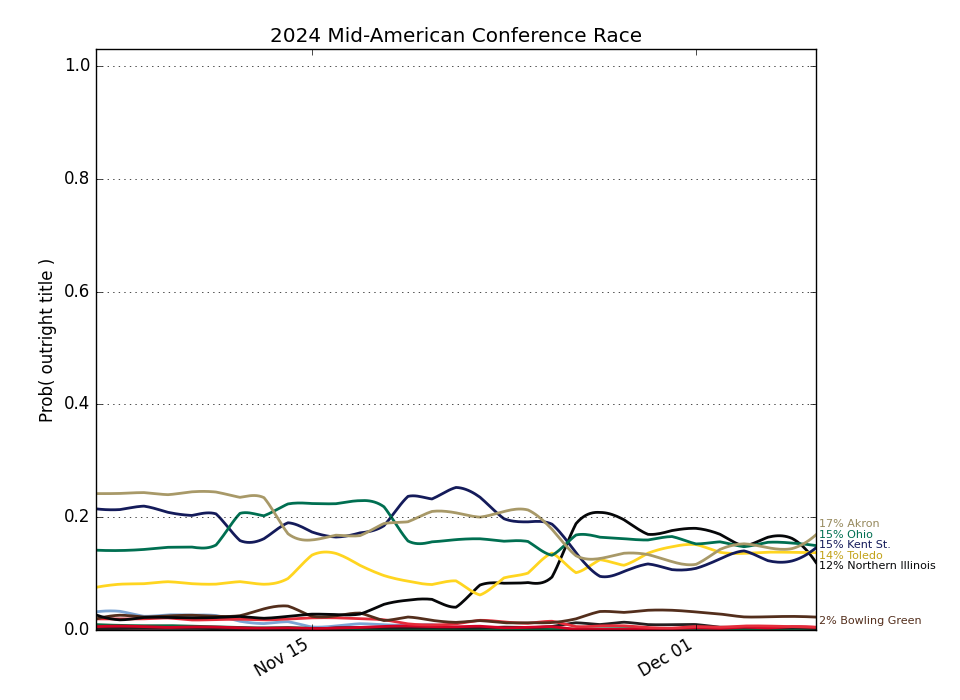 2024 Mid-American Conference Race
Prob( outright title )
1.0
0.8
0.6
0.4
0.2
0.0
Nov 15
Dec 01
17% Akron
15% Ohio
15% Kent St.
14% Toledo
12% Northern Illinois
2% Bowling Green